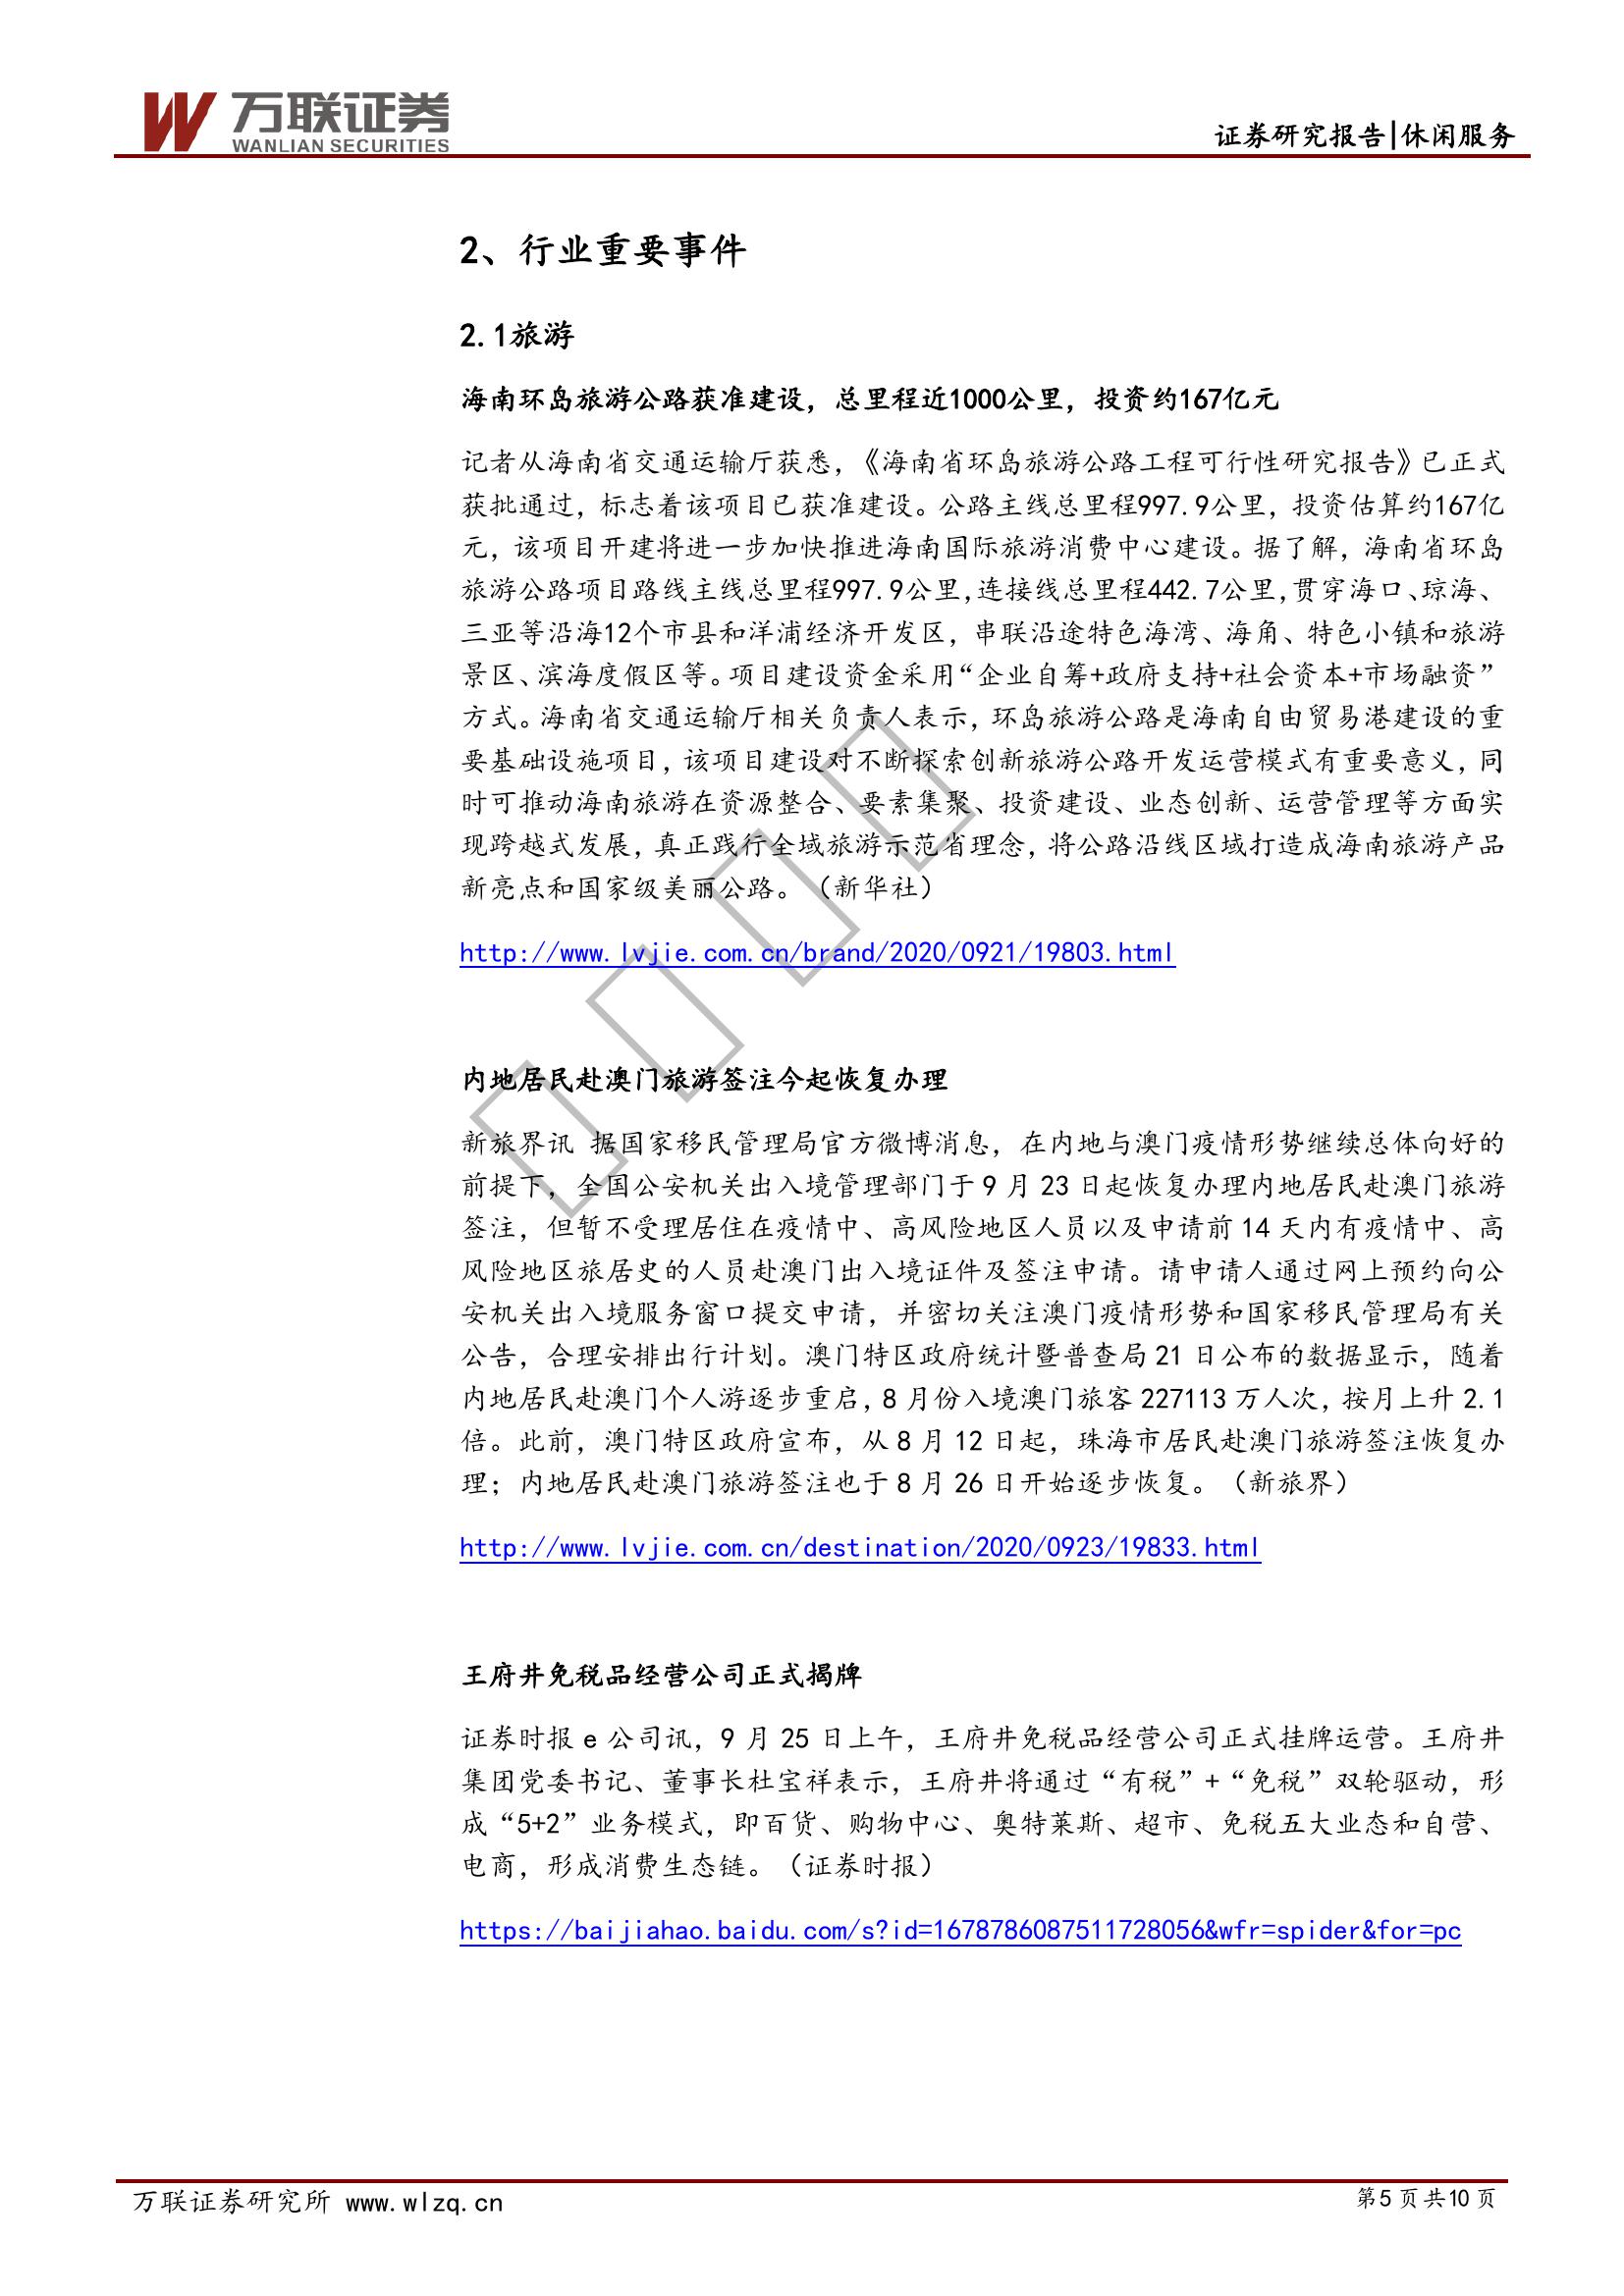 万联证券
WANLIAN SECURITIES
证券研究报告|休闲服务
2、行业重要事件
2.1旅游
海南环岛旅游公路获准建设，总里程近1000公里，投资约167亿元
记者从海南省交通运输厅获悉，《海南省环岛旅游公路工程可行性研究报告》已正式
获批通过，标志着该项目已获准建设。公路主线总里程997.9公里，投资估算约167亿
元，该项目开建将进一步加快推进海南国际旅游消费中心建设。据了解，海南省环岛
旅游公路项目路线主线总里程997.9公里,连接线总里程442.7公里,贯穿海口、琼海、
三亚等沿海12个市县和洋浦经济开发区，串联沿途特色海湾、海角、特色小镇和旅游
景区、滨海度假区等。项目建设资金采用“企业自筹+政府支持+社会资本+市场融资”
方式。海南省交通运输厅相关负责人表示，环岛旅游公路是海南自由贸易港建设的重
要基础设施项目，该项目建设对不断探索创新旅游公路开发运营模式有重要意义，同
时可推动海南旅游在资源整合、要素集聚、投资建设、业态创新、运营管理等方面实
现跨越式发展，真正践行全域旅游示范省理念，将公路沿线区域打造成海南旅游产品
新亮点和国家级美丽公路。（新华社）
http://www.lvjie.com.cn/brand/2020/0921/19803.html
内地居民赴澳门旅游签注今起恢复办理
新旅界讯 据国家移民管理局官方微博消息，在内地与澳门疫情形势继续总体向好的
前提下，全国公安机关出入境管理部门于 9 月 23 日起恢复办理内地居民赴澳门旅游
签注，但暂不受理居住在疫情中、高风险地区人员以及申请前 14 天内有疫情中、高
风险地区旅居史的人员赴澳门出入境证件及签注申请。请申请人通过网上预约向公
安机关出入境服务窗口提交申请，并密切关注澳门疫情形势和国家移民管理局有关
公告，合理安排出行计划。澳门特区政府统计暨普查局 21 日公布的数据显示，随着
内地居民赴澳门个人游逐步重启，8 月份入境澳门旅客 227113 万人次，按月上升 2.1
倍。此前，澳门特区政府宣布，从 8 月 12 日起，珠海市居民赴澳门旅游签注恢复办
理；内地居民赴澳门旅游签注也于 8 月 26 日开始逐步恢复。（新旅界）
http://www.lvjie.com.cn/destination/2020/0923/19833.html
王府井免税品经营公司正式揭牌
证券时报 e 公司讯，9 月 25 日上午，王府井免税品经营公司正式挂牌运营。王府井
集团党委书记、董事长杜宝祥表示，王府井将通过“有税”+“免税”双轮驱动，形
成“5+2”业务模式，即百货、购物中心、奥特莱斯、超市、免税五大业态和自营、
电商，形成消费生态链。（证券时报）
https://baijiahao.baidu.com/s?id=1678786087511728056&wfr=spider&for=pc
万联证券研究所 www.wlzq.cn
第 5 页 共 10 页